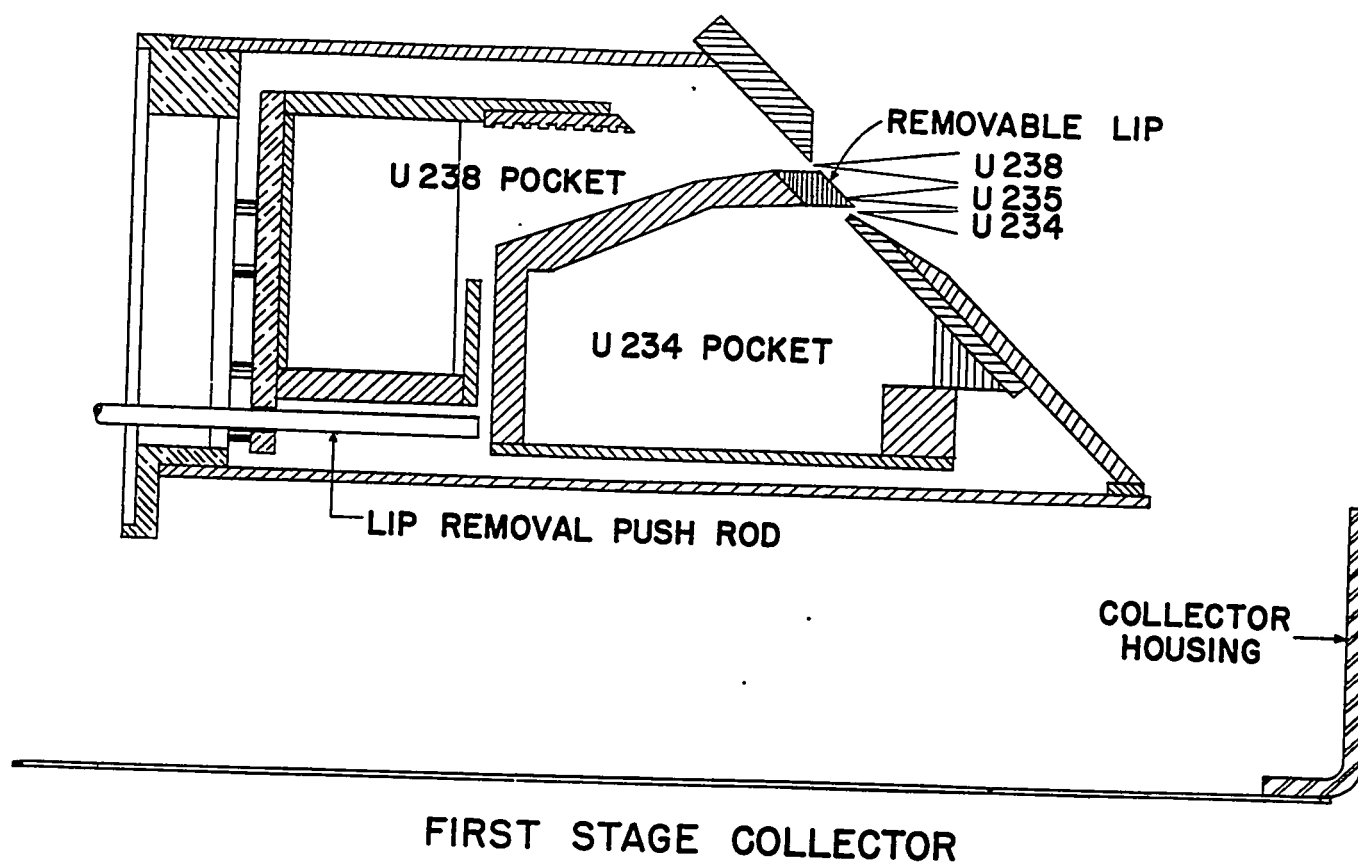 REMOVABLE LIP
U 238
U 235
U 234
U 238 POCKET
U 234 POCKET
LIP REMOVAL PUSH ROD
COLLECTOR
HOUSING
FIRST STAGE COLLECTOR